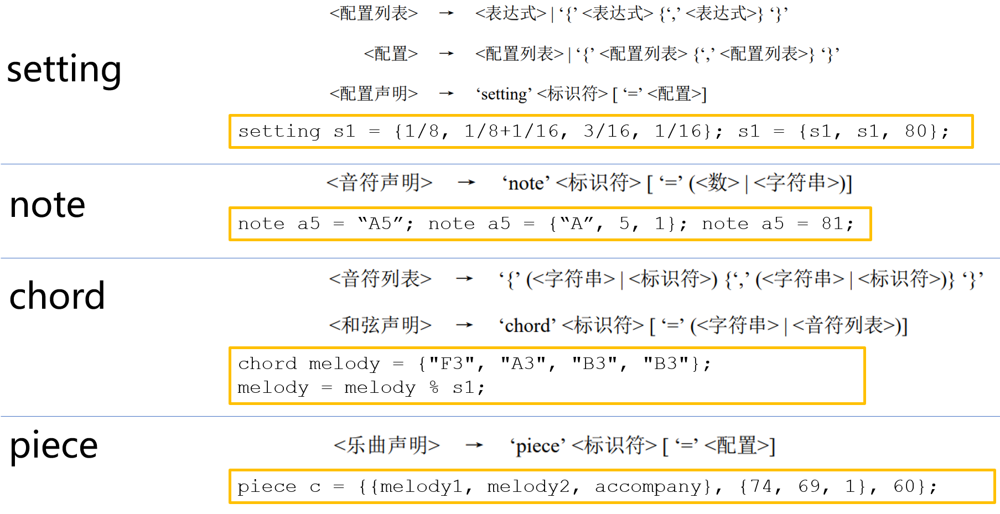 <配置列表> → <表达式> | ‘{’ <表达式> {‘,’ <表达式>} ‘}’
<配置> → <配置列表> | ‘{’ <配置列表> {‘,’ <配置列表>} ‘}’
setting
<配置声明> → ‘setting’ <标识符> [ ‘=’ <配置>]
setting s1 = {1/8, 1/8+1/16, 3/16, 1/16}; s1 = {s1, s1, 80};
<音符声明> → ‘note’ <标识符> [ ‘=’ (<数> | <字符串>)]
note
note a5 = “A5”; note a5 = {“A”, 5, 1}; note a5 = 81;
<音符列表> → ‘{’ (<字符串> | <标识符>) {‘,’ (<字符串> | <标识符>)} ‘}’
chord
<和弦声明> → ‘chord’ <标识符> [ ‘=’ (<字符串> | <音符列表>)]
chord melody = {"F3", "A3", "B3", "B3"};
melody = melody % s1;
piece
<乐曲声明> → ‘piece’ <标识符> [ ‘=’ <配置>]
piece c = {{melody1, melody2, accompany}, {74, 69, 1}, 60};